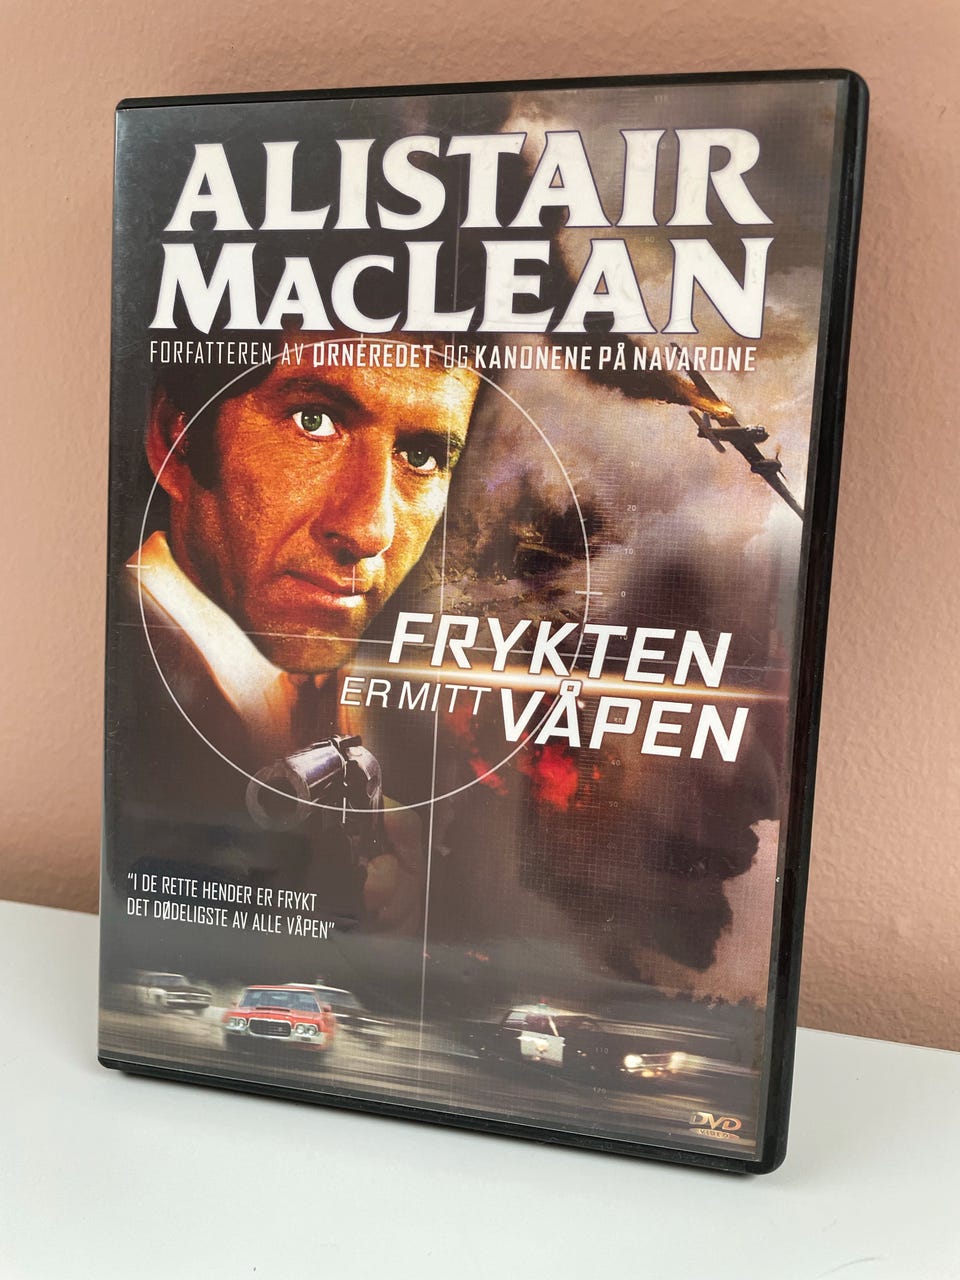 ALISTAIR
MACLEAN
FORFATTEREN AV ØRNEREDET OG KANONENE PÅ NAVARONE
FRYKTEN
ER MITT VÅPEN
"I DE RETTE HENDER ER FRYKT
DET DØDELIGSTE AV ALLE VÅPEN"
DVD
VIDEO